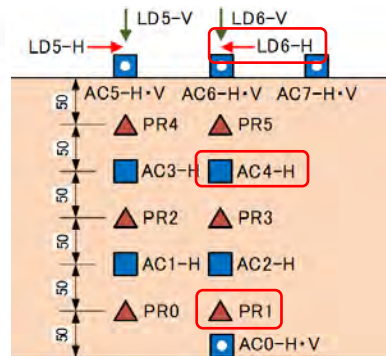 LD5-V LD6-V
LD5-H LD6-H
AC5-H・V AC6-H・V AC7-H・V
50
PR4 PR5
50
AC3-H AC4-H
50
PR2 PR3
50
AC1-H AC2-H
50
PR0 PR1
50
AC0-H・V